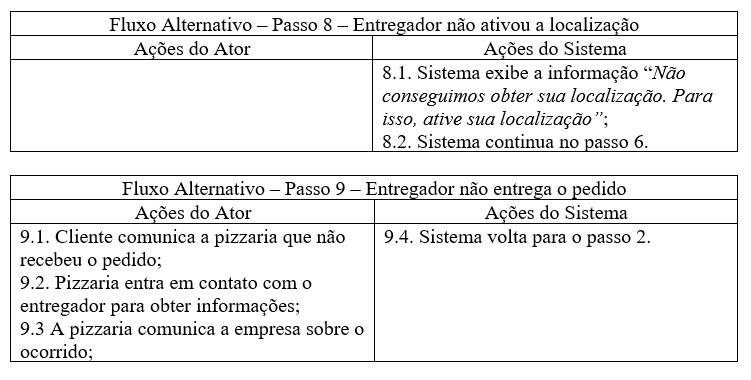 Fluxo Alternativo – Passo 8 – Entregador não ativou a localização
Ações do Ator
Ações do Sistema
8.1. Sistema exibe a informação “Não
conseguimos obter sua localização. Para
isso, ative sua localização”;
8.2. Sistema continua no passo 6.
Fluxo Alternativo – Passo 9 – Entregador não entrega o pedido
Ações do Ator
Ações do Sistema
9.1. Cliente comunica a pizzaria que não
recebeu o pedido;
9.2. Pizzaria entra em contato com o
entregador para obter informações;
9.3 A pizzaria comunica a empresa sobre o
ocorrido;
9.4. Sistema volta para o passo 2.